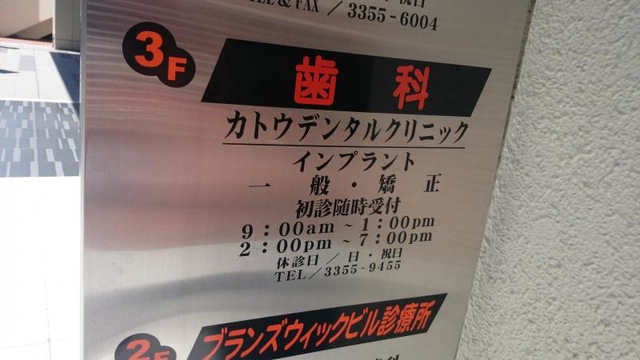 TEL&FAX / 3355-6004
3F
歯科
カトウデンタルクリニック
インプラント
一般・矯正
初診随時受付
9：00am～1：00pm
2：00pm～7：00pm
休診日／日・祝日
TEL／3355-9455
2F
ブランズウィックビル診療所